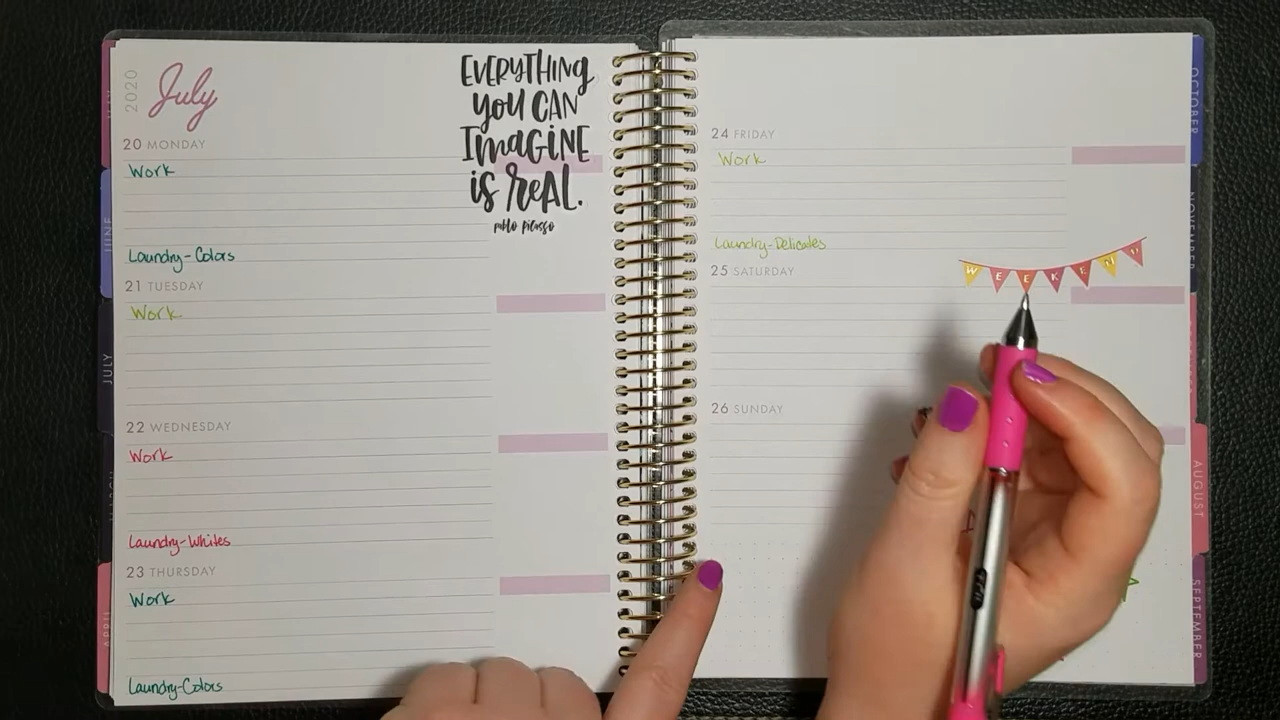 2020 July
EVERYTHING
YOU CAN
IMAGINE
IS REAL.
pablo picasso
20 MONDAY
Work
Laundry-Colors
21 TUESDAY
Work
22 WEDNESDAY
Work
Laundry-Whites
23 THURSDAY
Work
Laundry-Colors
24 FRIDAY
Work
Laundry-Delicates
WEEKEND
25 SATURDAY
26 SUNDAY
JUNE
JULY
MARCH
APRIL
OCTOBER
NOVEMBER
AUGUST
SEPTEMBER